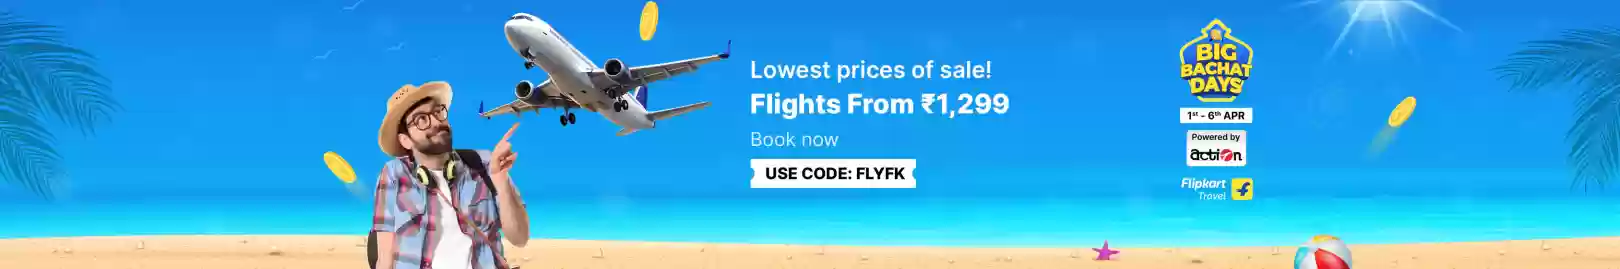 Lowest prices of sale!
Flights From ₹1,299
Book now
USE CODE: FLYFK
BIG
BACHAT
DAYS
1st - 6th APR
Powered by
action
Flipkart
Travel